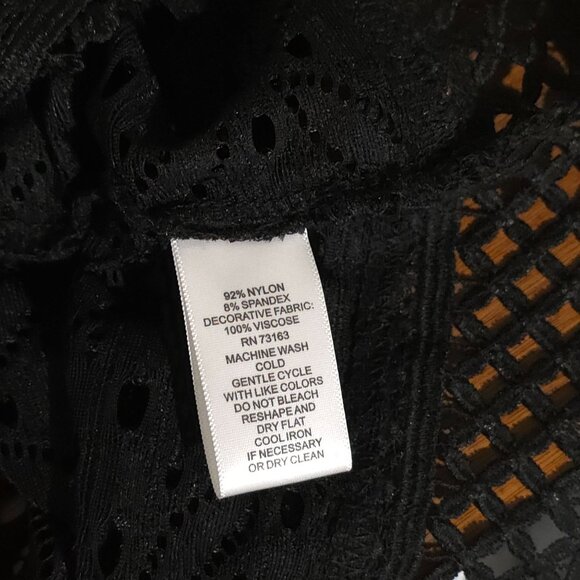 92% NYLON
8% SPANDEX
DECORATIVE FABRIC:
100% VISCOSE
RN 73163
MACHINE WASH
COLD
GENTLE CYCLE
WITH LIKE COLORS
DO NOT BLEACH
RESHAPE AND
DRY FLAT
COOL IRON
IF NECESSARY
OR DRY CLEAN